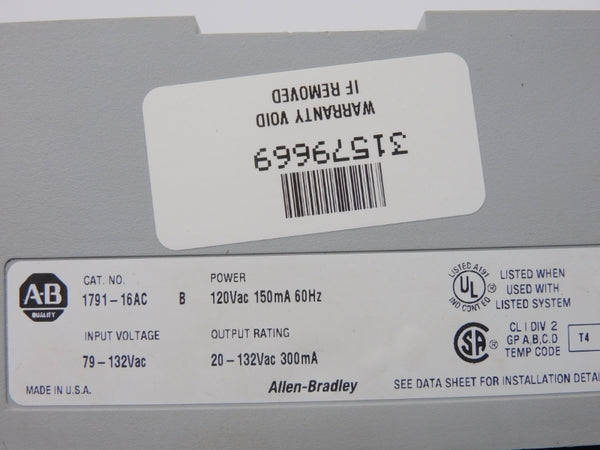 31579669
WARRANTY VOID
IF REMOVED
A-B
QUALITY
CAT. NO.
1791-16AC B
POWER
120Vac 150mA 60Hz
INPUT VOLTAGE
79-132Vac
OUTPUT RATING
20-132Vac 300mA
MADE IN U.S.A.
Allen-Bradley
LISTED A191
UL
IND CONT EQ
®
LISTED WHEN
USED WITH
LISTED SYSTEM
SA
®
CL I DIV 2
GP A,B,C,D
TEMP CODE
T4
SEE DATA SHEET FOR INSTALLATION DETAI